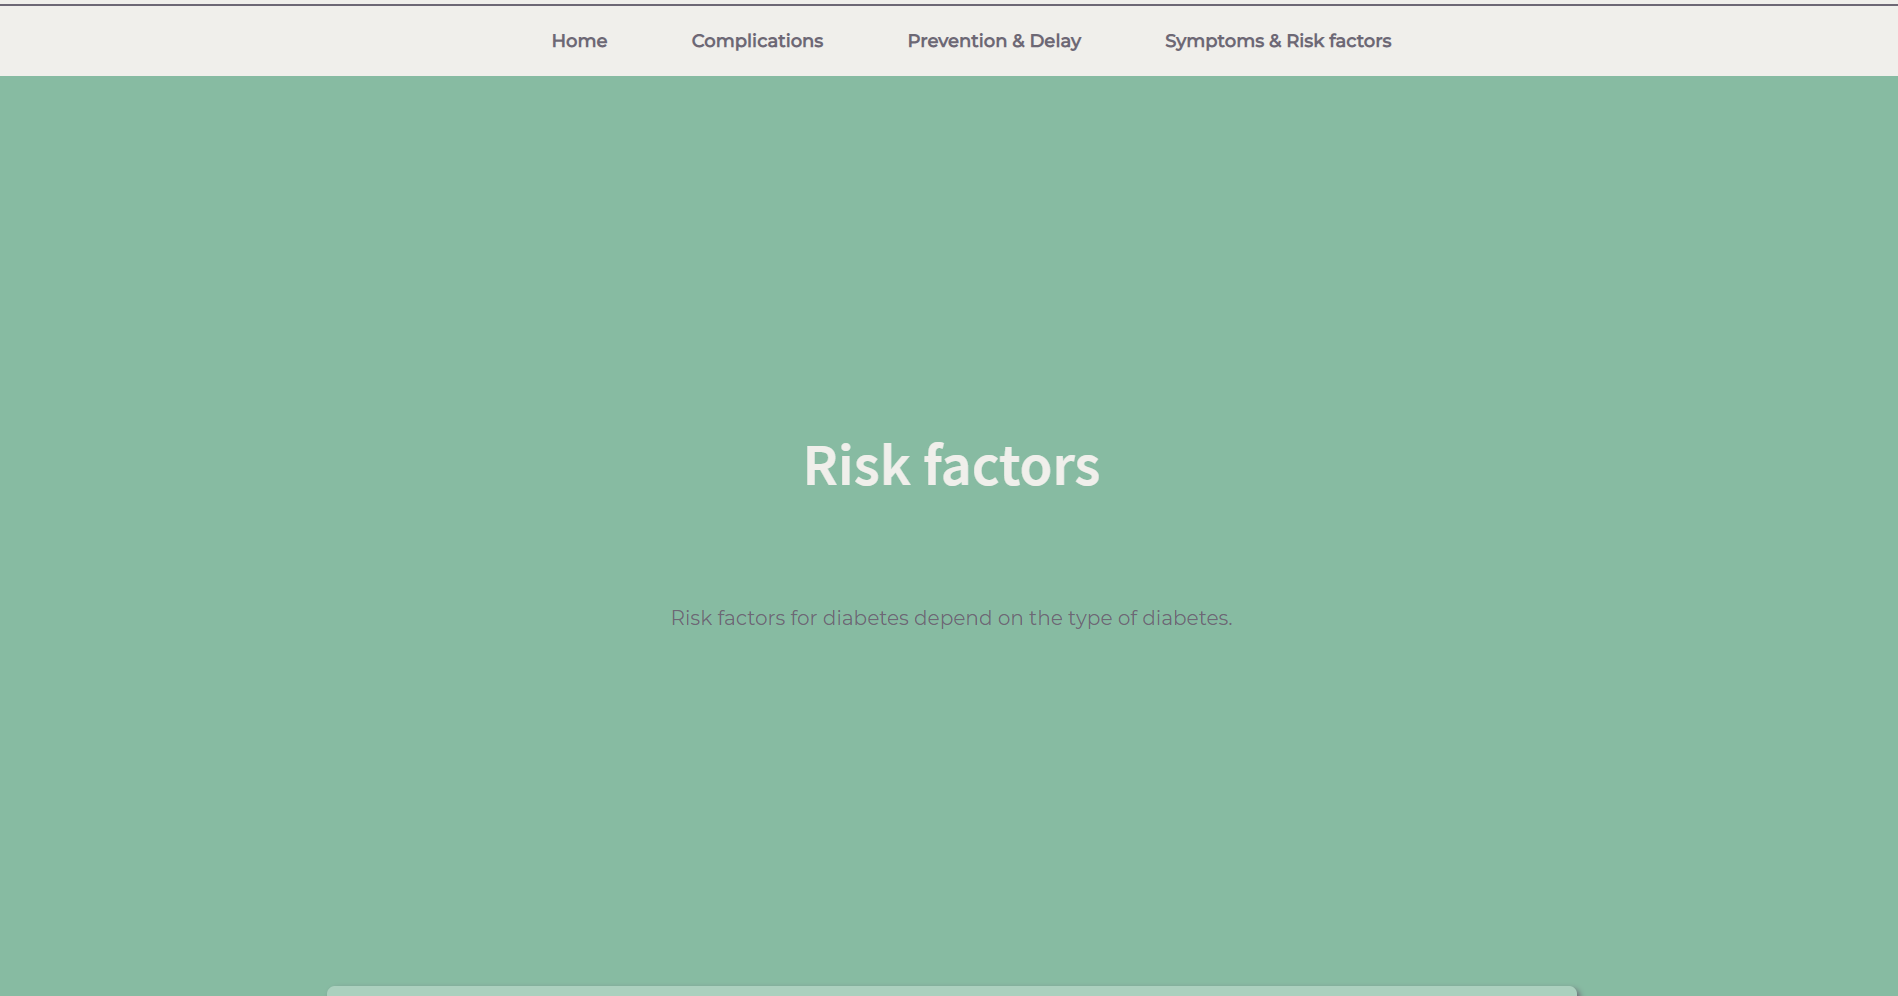 Home Complications Prevention & Delay Symptoms & Risk factors
Risk factors
Risk factors for diabetes depend on the type of diabetes.